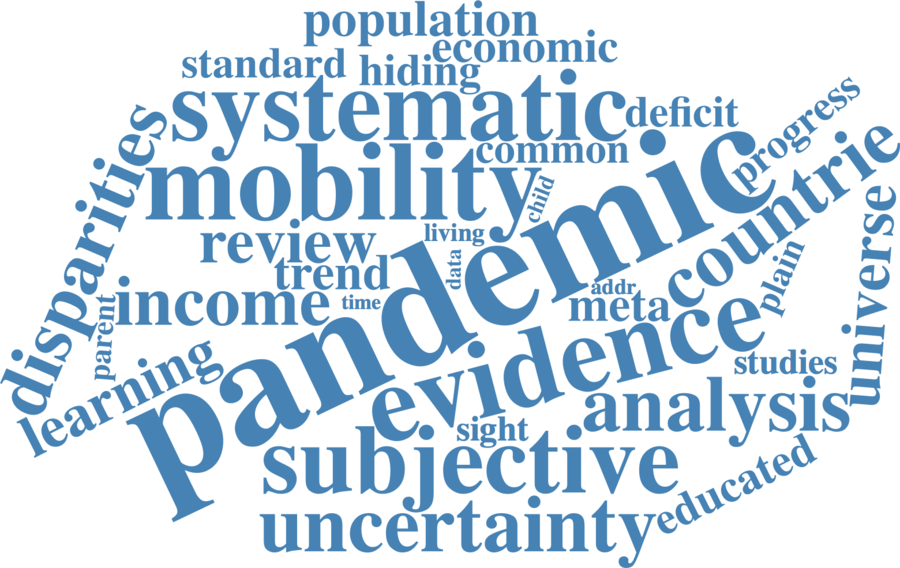 population
economic
standard
hiding
systematic
deficit
progress
common
mobility
pandemic
countrie
disparities
child
review
living
universe
trend
data
plain
addr
income
time
meta
parent
evidence
learning
studies
analysis
sight
subjective
educated
uncertainty